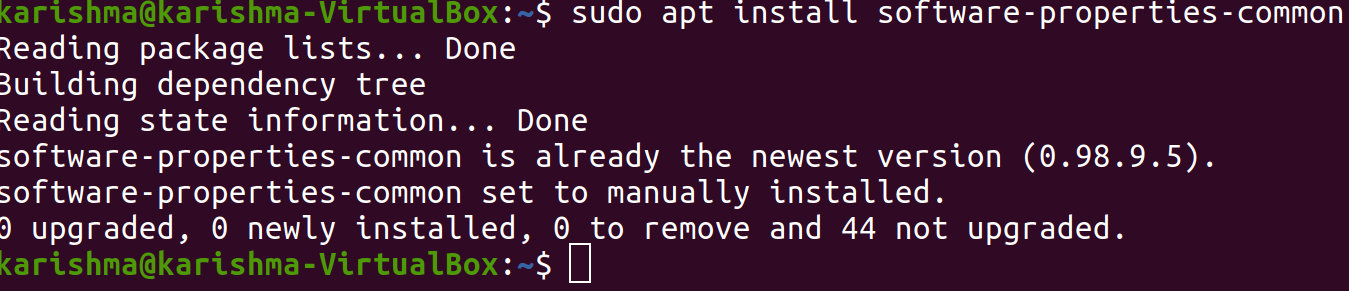 karishma@karishma-VirtualBox:~$ sudo apt install software-properties-common
Reading package lists... Done
Building dependency tree
Reading state information... Done
software-properties-common is already the newest version (0.98.9.5).
software-properties-common set to manually installed.
0 upgraded, 0 newly installed, 0 to remove and 44 not upgraded.
karishma@karishma-VirtualBox:~$